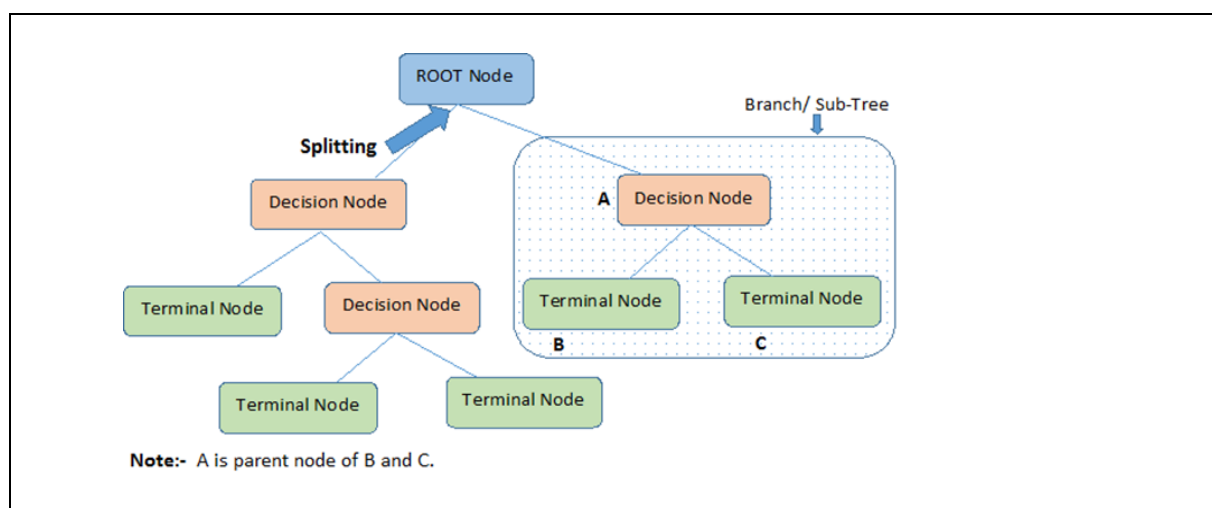 ROOT Node
Branch/ Sub-Tree
Splitting
Decision Node
A
Decision Node
Terminal Node
Decision Node
Terminal Node
Terminal Node
B
C
Terminal Node
Terminal Node
Note:- A is parent node of B and C.